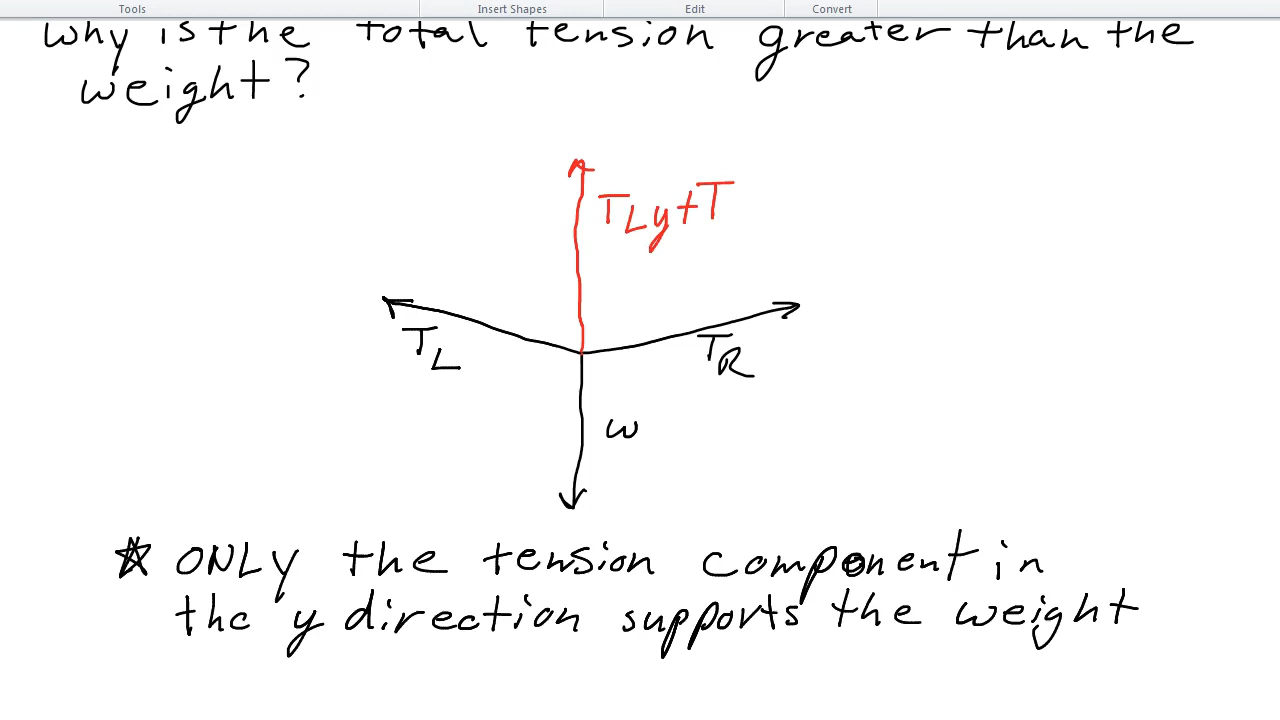 Tools Insert Shapes Edit Convert
Why is the total tension greater than the
weight?
TLy+T
TL
TR
w
ONLY the tension component in
the y direction supports the weight